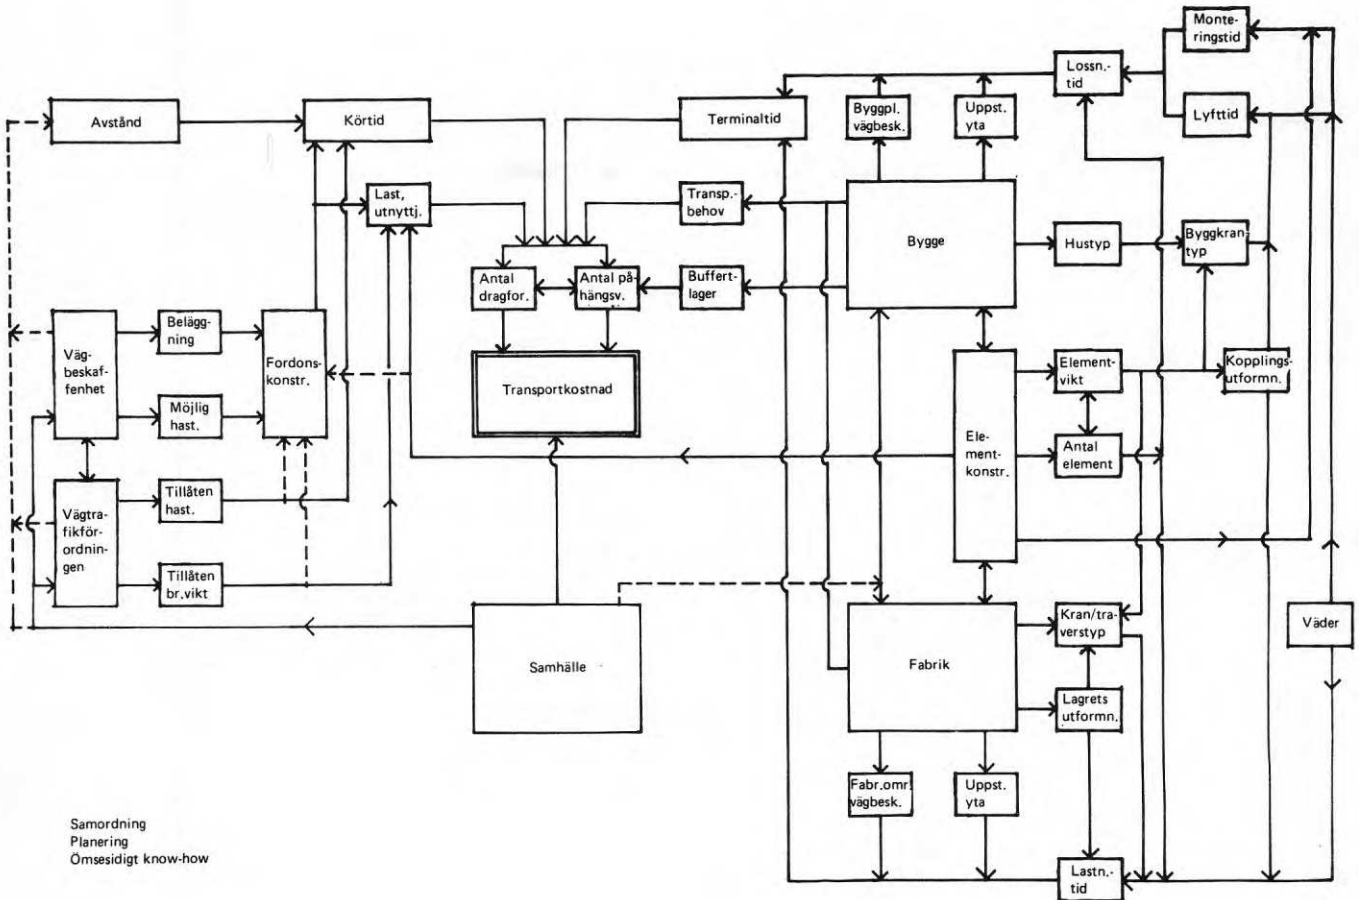 Monte-
ringstid
Lossn.-
tid
Avstånd
Körtid
Terminaltid
Byggpl.
vägbesk.
Uppst.
yta
Lyfttid
Last,
utnyttj.
Transp.-
behov
Bygge
Hustyp
Byggkran-
typ
Antal
dragfor.
Antal på-
hängsv.
Buffert-
lager
Väg-
beskaf-
fenhet
Belägg-
ning
Fordons-
konstr.
Möjlig
hast.
Transportkostnad
Element-
vikt
Kopplings-
utformn.
Ele-
ment-
konstr.
Antal
element
Vägtra-
fikför-
ordnin-
gen
Tillåten
hast.
Tillåten
br.vikt
Samhälle
Fabrik
Kran/tra-
verstyp
Väder
Lagrets
utformn.
Fabr.omr.
vägbesk.
Uppst.
yta
Lastn.-
tid
Samordning
Planering
Ömsesidigt know-how